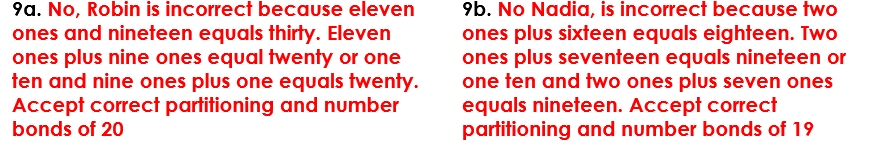 9a. No, Robin is incorrect because eleven
ones and nineteen equals thirty. Eleven
ones plus nine ones equal twenty or one
ten and nine ones plus one equals twenty.
Accept correct partitioning and number
bonds of 20
9b. No Nadia, is incorrect because two
ones plus sixteen equals eighteen. Two
ones plus seventeen equals nineteen or
one ten and two ones plus seven ones
equals nineteen. Accept correct
partitioning and number bonds of 19